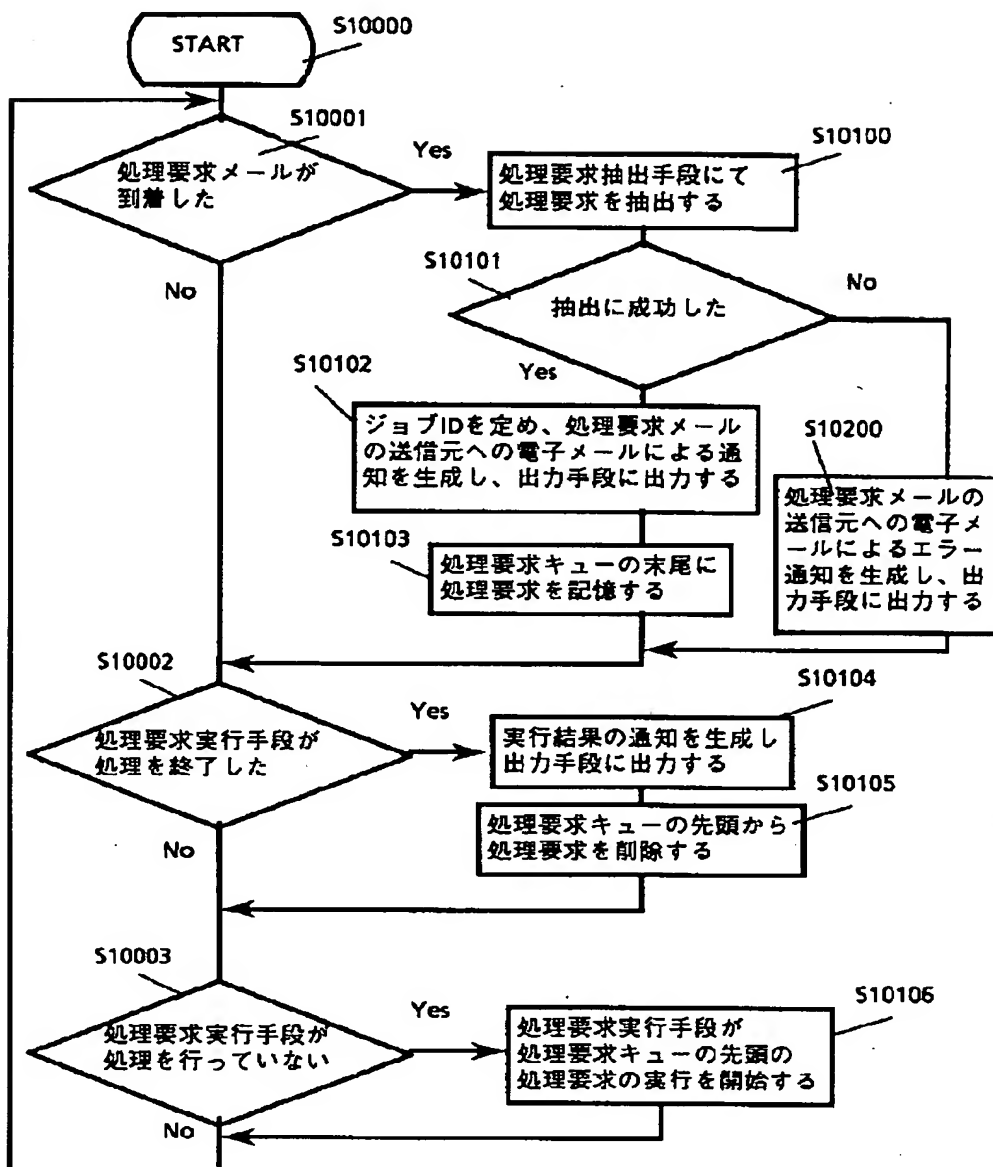 START
S10000
S10001
処理要求メールが
到着した
Yes
No
S10100
処理要求抽出手段にて
処理要求を抽出する
S10101
抽出に成功した
No
Yes
S10102
ジョブIDを定め、処理要求メール
の送信元への電子メールによる通
知を生成し、出力手段に出力する
S10200
処理要求メールの
送信元への電子メ
ールによるエラー
通知を生成し、出
力手段に出力する
S10103
処理要求キューの末尾に
処理要求を記憶する
S10002
処理要求実行手段が
処理を終了した
Yes
No
S10104
実行結果の通知を生成し
出力手段に出力する
S10105
処理要求キューの先頭から
処理要求を削除する
S10003
処理要求実行手段が
処理を行っていない
Yes
No
S10106
処理要求実行手段が
処理要求キューの先頭の
処理要求の実行を開始する